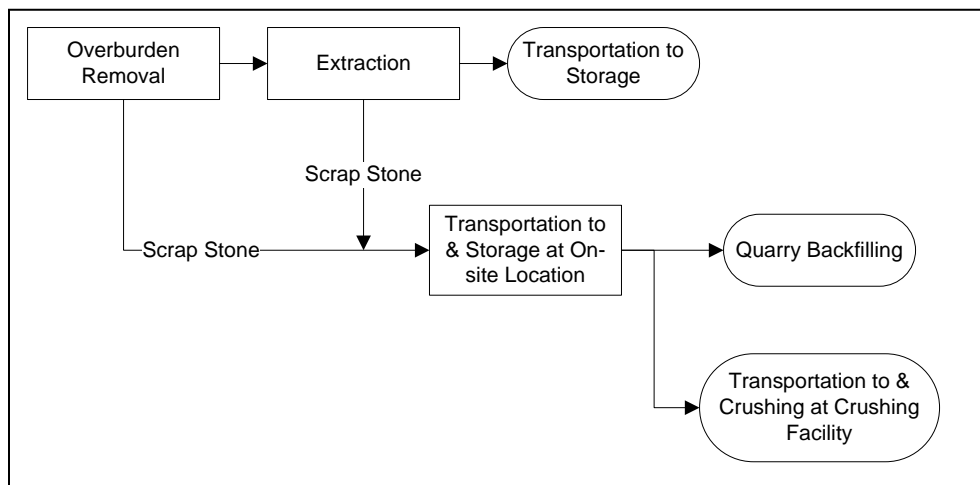 Overburden
Removal
Extraction
Transportation to
Storage
Scrap Stone
Scrap Stone
Transportation to
& Storage at On-
site Location
Quarry Backfilling
Transportation to &
Crushing at Crushing
Facility